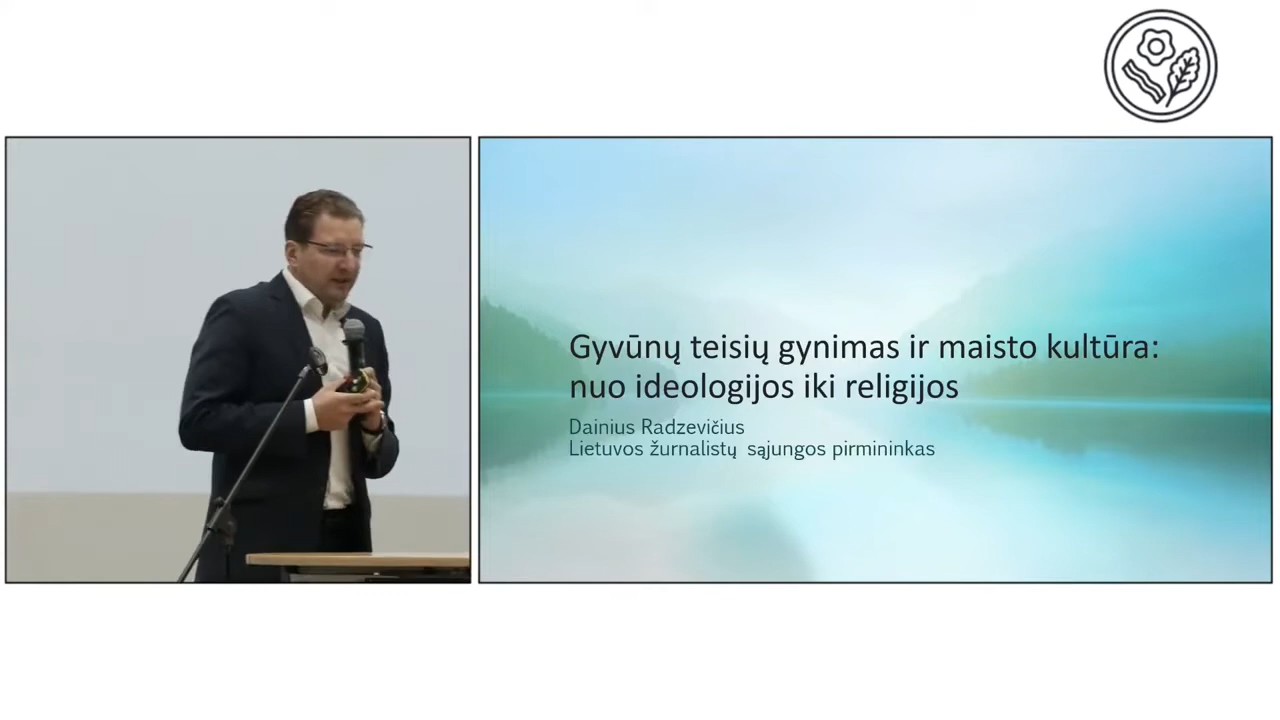 Gyvūnų teisių gynimas ir maisto kultūra:
nuo ideologijos iki religijos
Dainius Radzevičius
Lietuvos žurnalistų sąjungos pirmininkas